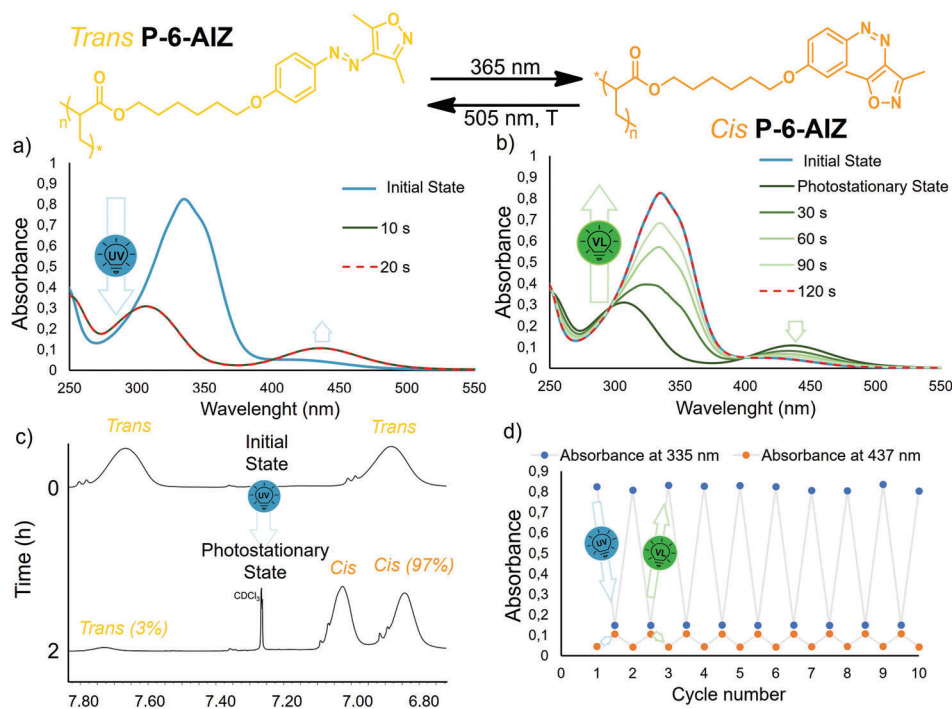 Trans P-6-AIZ
N
N
O
N
O
O
O
n
*
365 nm
505 nm, T
*
n
O
O
O
N
N
O
N
Cis P-6-AIZ
a)
Absorbance
1
0,9
0,8
0,7
0,6
0,5
0,4
0,3
0,2
0,1
0
UV
Initial State
10 s
20 s
250 300 350 400 450 500 550
Wavelenght (nm)
b)
Absorbance
1
0,9
0,8
0,7
0,6
0,5
0,4
0,3
0,2
0,1
0
VL
Initial State
Photostationary State
30 s
60 s
90 s
120 s
250 300 350 400 450 500 550
Wavelenght (nm)
c)
Time (h)
0
2
Trans
Initial
State
Trans
UV
Photostationary
State
CDCl3
Trans (3%)
Cis
Cis (97%)
7.80 7.60 7.40 7.20 7.00 6.80
d)
Absorbance at 335 nm Absorbance at 437 nm
Absorbance
0,9
0,8
0,7
0,6
0,5
0,4
0,3
0,2
0,1
0
UV
VL
0 1 2 3 4 5 6 7 8 9 10
Cycle number